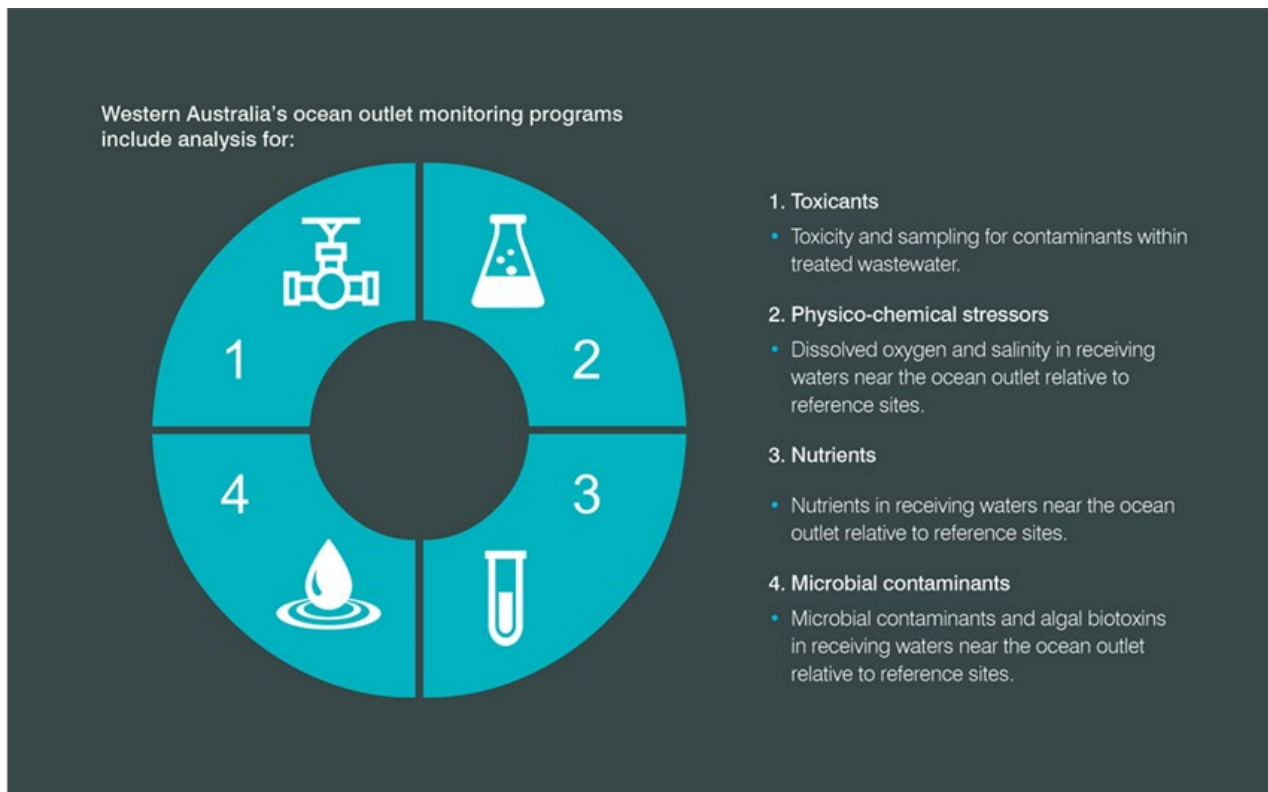 Western Australia’s ocean outlet monitoring programs
include analysis for:
1
2
4
3
1. Toxicants
• Toxicity and sampling for contaminants within
treated wastewater.
2. Physico-chemical stressors
• Dissolved oxygen and salinity in receiving
waters near the ocean outlet relative to
reference sites.
3. Nutrients
• Nutrients in receiving waters near the ocean
outlet relative to reference sites.
4. Microbial contaminants
• Microbial contaminants and algal biotoxins
in receiving waters near the ocean outlet
relative to reference sites.